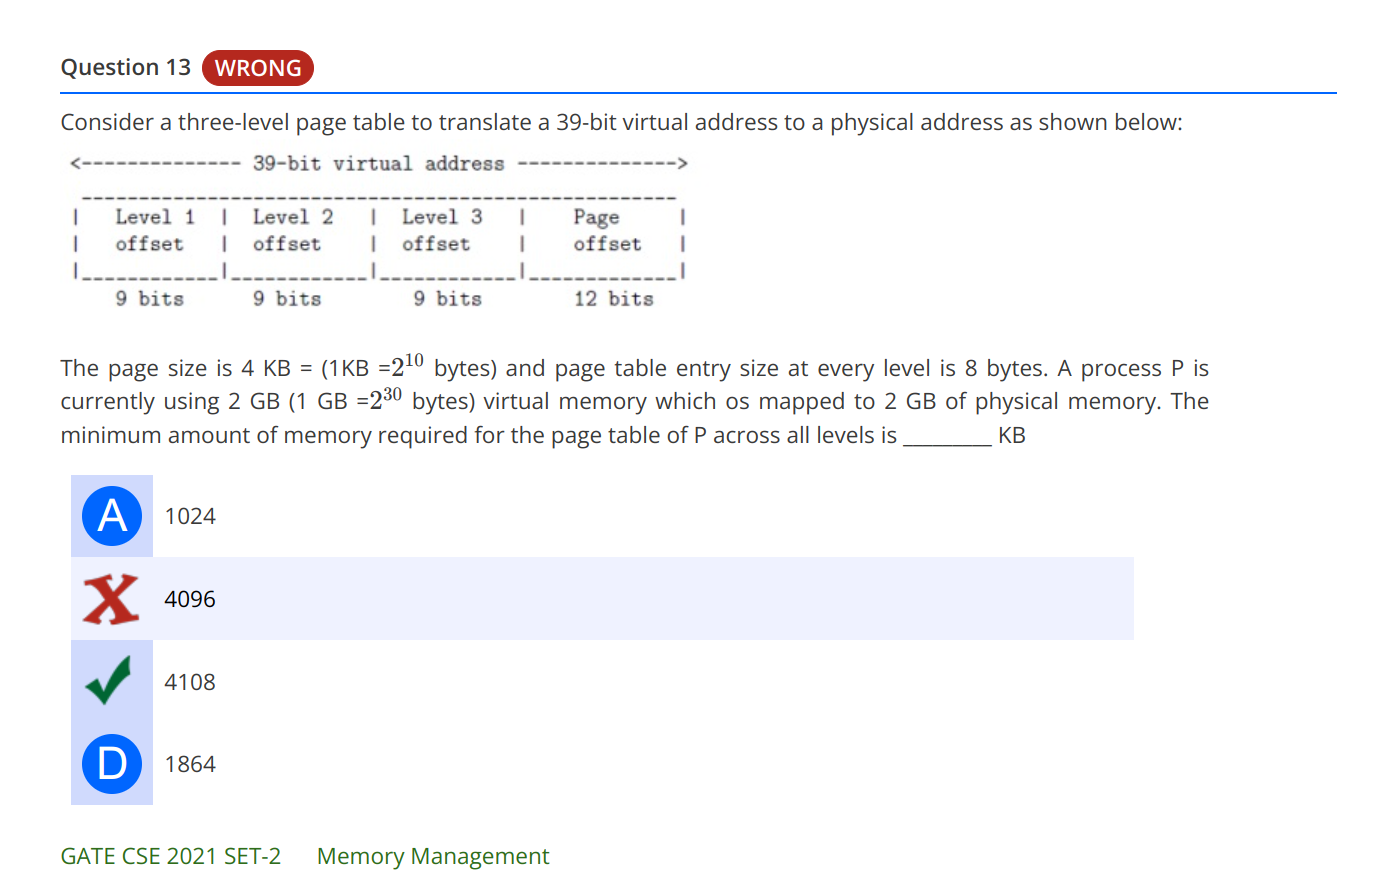 Question 13 WRONG
Consider a three-level page table to translate a 39-bit virtual address to a physical address as shown below:
<-------------- 39-bit virtual address -------------->
| Level 1 | Level 2 | Level 3 | Page |
| offset | offset | offset | offset |
9 bits 9 bits 9 bits 12 bits
The page size is 4 KB = (1KB =2^10 bytes) and page table entry size at every level is 8 bytes. A process P is
currently using 2 GB (1 GB =2^30 bytes) virtual memory which os mapped to 2 GB of physical memory. The
minimum amount of memory required for the page table of P across all levels is ________ KB
A 1024
X 4096
4108
D 1864
GATE CSE 2021 SET-2 Memory Management